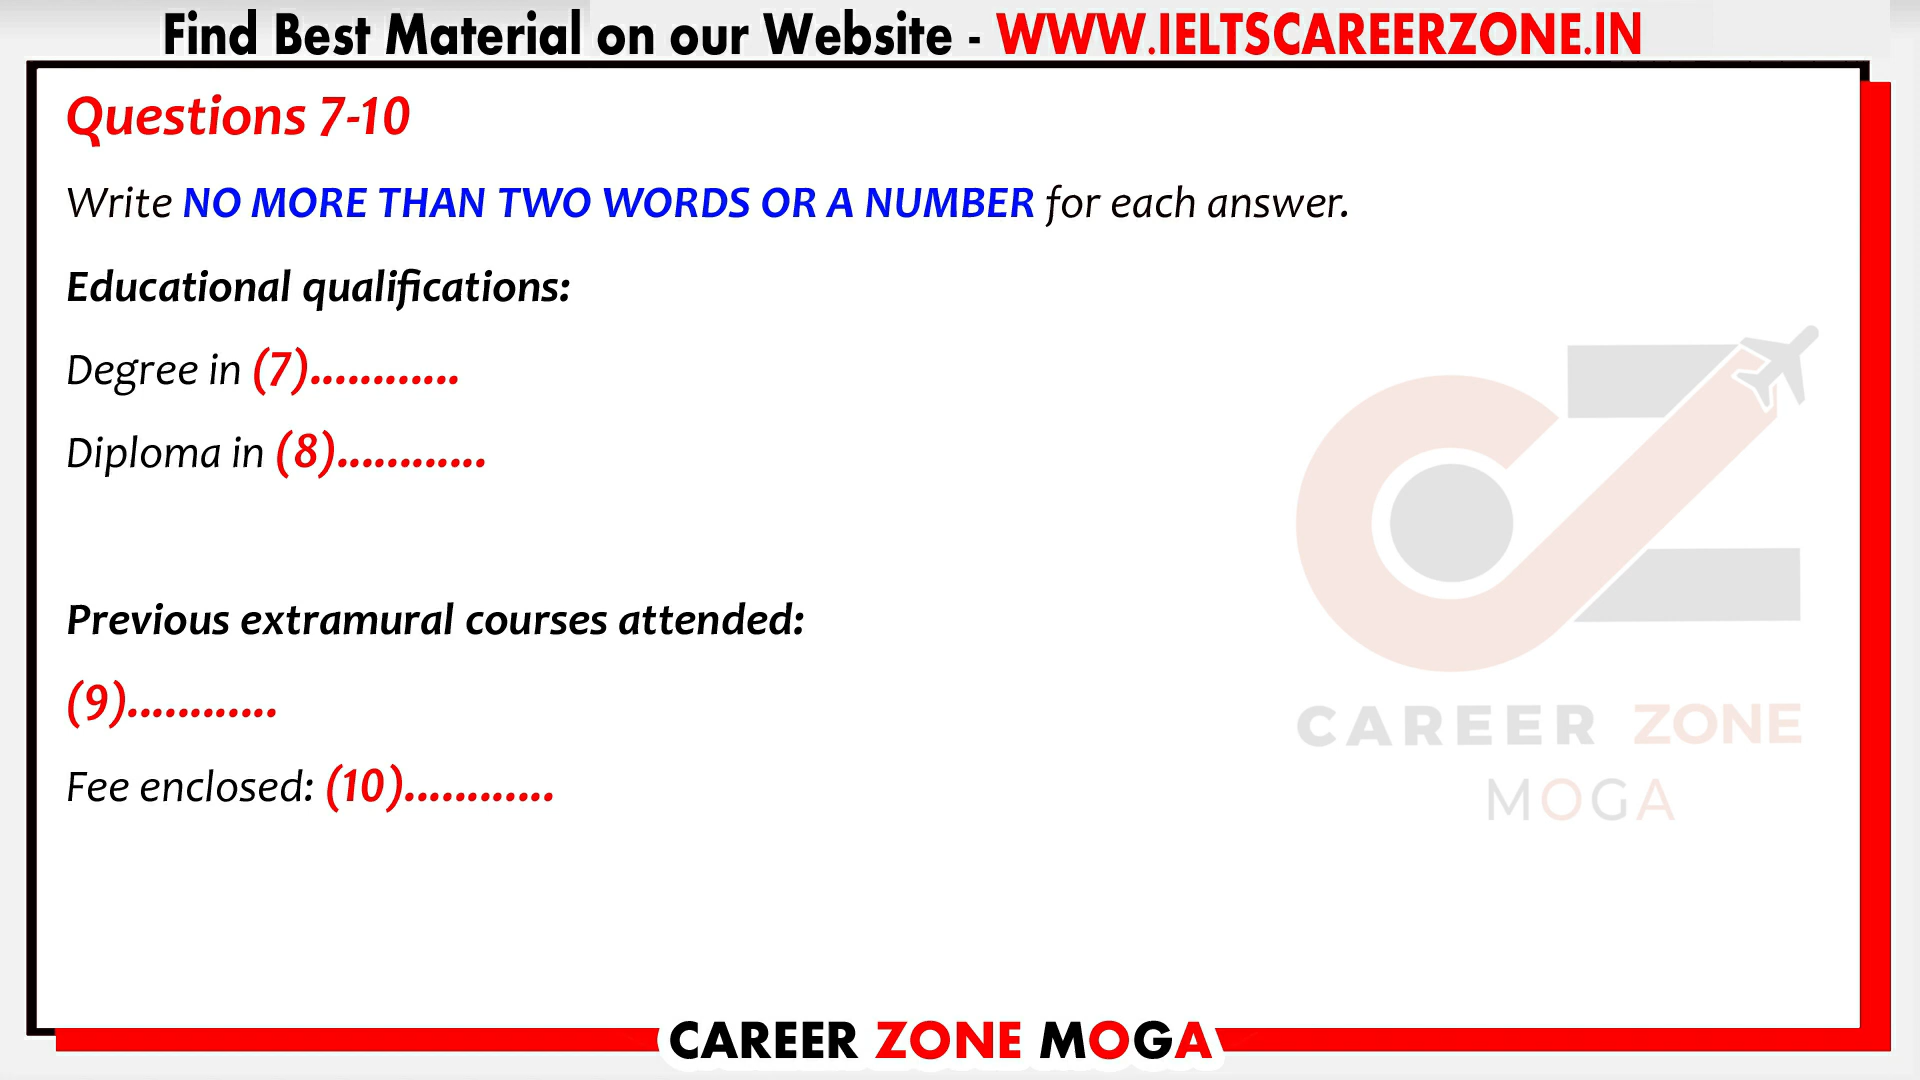 Find Best Material on our Website - WWW.IELTSCAREERZONE.IN
Questions 7-10
Write NO MORE THAN TWO WORDS OR A NUMBER for each answer.
Educational qualifications:
Degree in (7)............
Diploma in (8)............
Previous extramural courses attended:
(9)............
Fee enclosed: (10)............
CAREER ZONE
MOGA
CAREER ZONE MOGA